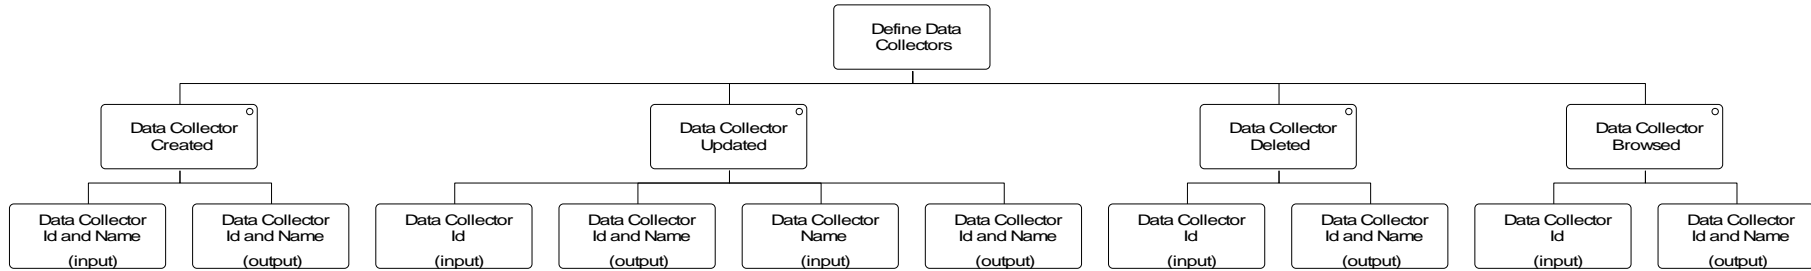 Define Data
Collectors
Data Collector
Created
Data Collector
Updated
Data Collector
Deleted
Data Collector
Browsed
Data Collector
Id and Name
(input)
Data Collector
Id and Name
(output)
Data Collector
Id
(input)
Data Collector
Id and Name
(output)
Data Collector
Name
(input)
Data Collector
Id and Name
(output)
Data Collector
Id
(input)
Data Collector
Id and Name
(output)
Data Collector
Id
(input)
Data Collector
Id and Name
(output)